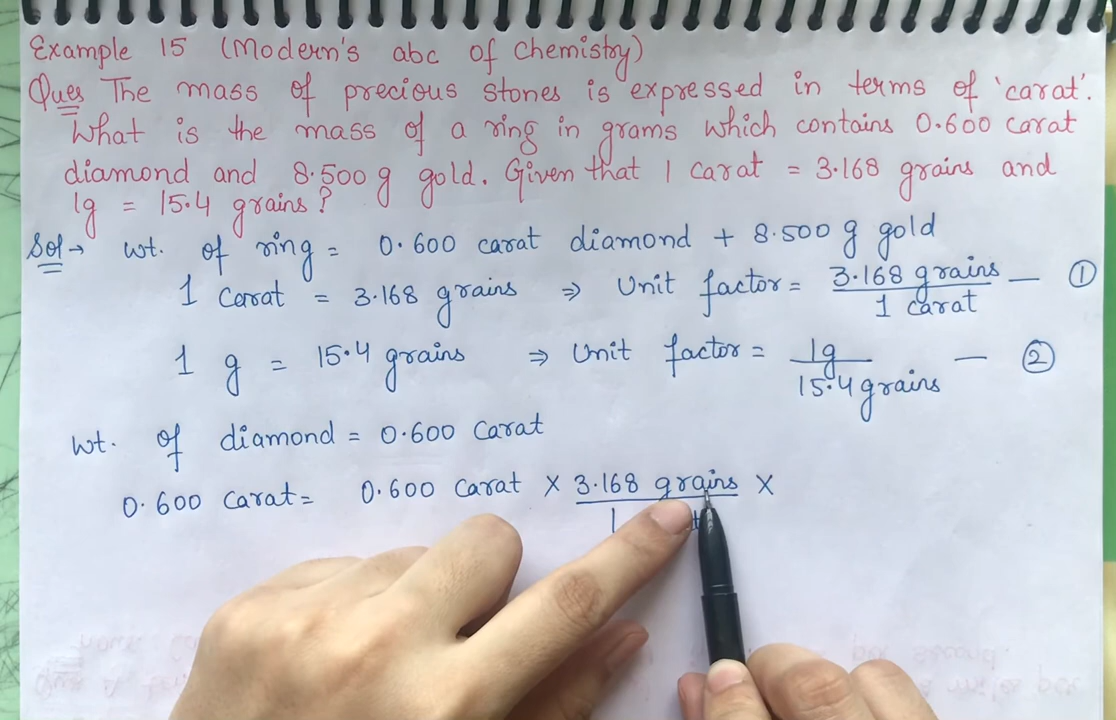 Example 15 (Modern's abc of Chemistry)
Ques The mass of precious stones is expressed in terms of 'carat'.
What is the mass of a ring in grams which contains 0.600 carat
diamond and 8.500 g gold. Given that 1 carat = 3.168 grains and
1g = 15.4 grains?
Sol → wt. of ring = 0.600 carat diamond + 8.500 g gold
1 Carat = 3.168 grains ⇒ Unit factor = 3.168 grains — ①
1 carat
1 g = 15.4 grains ⇒ Unit factor = 1g — ②
15.4 grains
Wt. of diamond = 0.600 Carat
0.600 Carat = 0.600 Carat × 3.168 grains ×
1